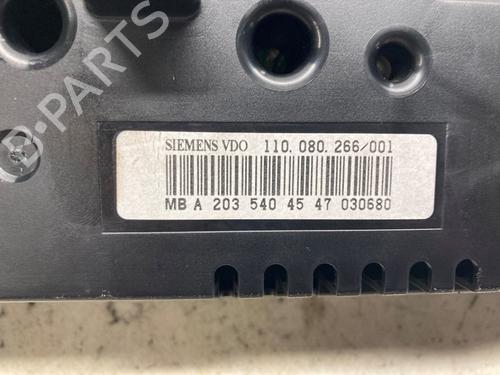 B-PARTS
SIEMENS VDO 110.080.266/001
MB A 203 540 45 47 030680